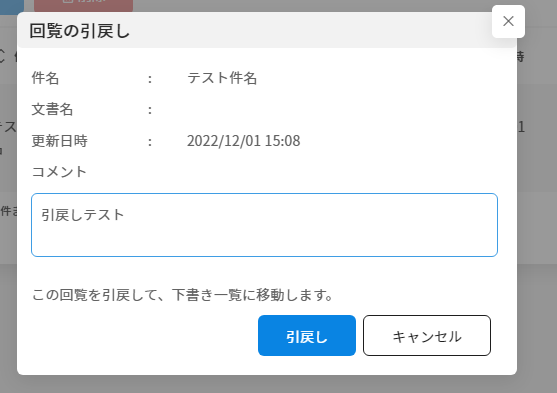 削除
回覧の引戻し
件名 : テスト件名
文書名 :
更新日時 : 2022/12/01 15:08
コメント
引戻しテスト
この回覧を引戻して、下書き一覧に移動します。
引戻し キャンセル